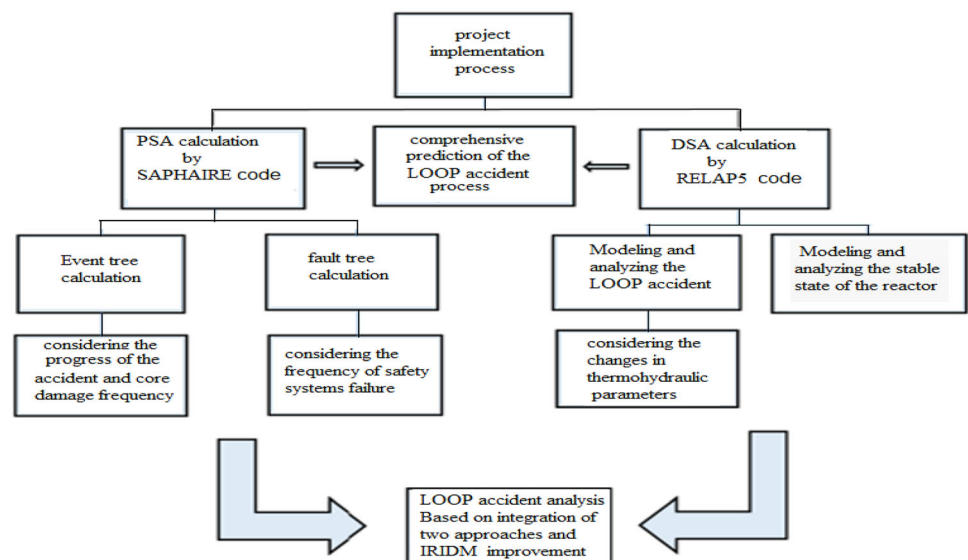 project
implementation
process
PSA calculation
by
SAPHAIRE code
comprehensive
prediction of the
LOOP accident
process
DSA calculation
by
RELAP5 code
Event tree
calculation
fault tree
calculation
Modeling and
analyzing the
LOOP accident
Modeling and
analyzing the stable
state of the reactor
considering the
progress of the
accident and core
damage frequency
considering the
frequency of safety
systems failure
considering the
changes in
thermohydraulic
parameters
LOOP accident analysis
Based on integration of
two approaches and
IRIDM improvement